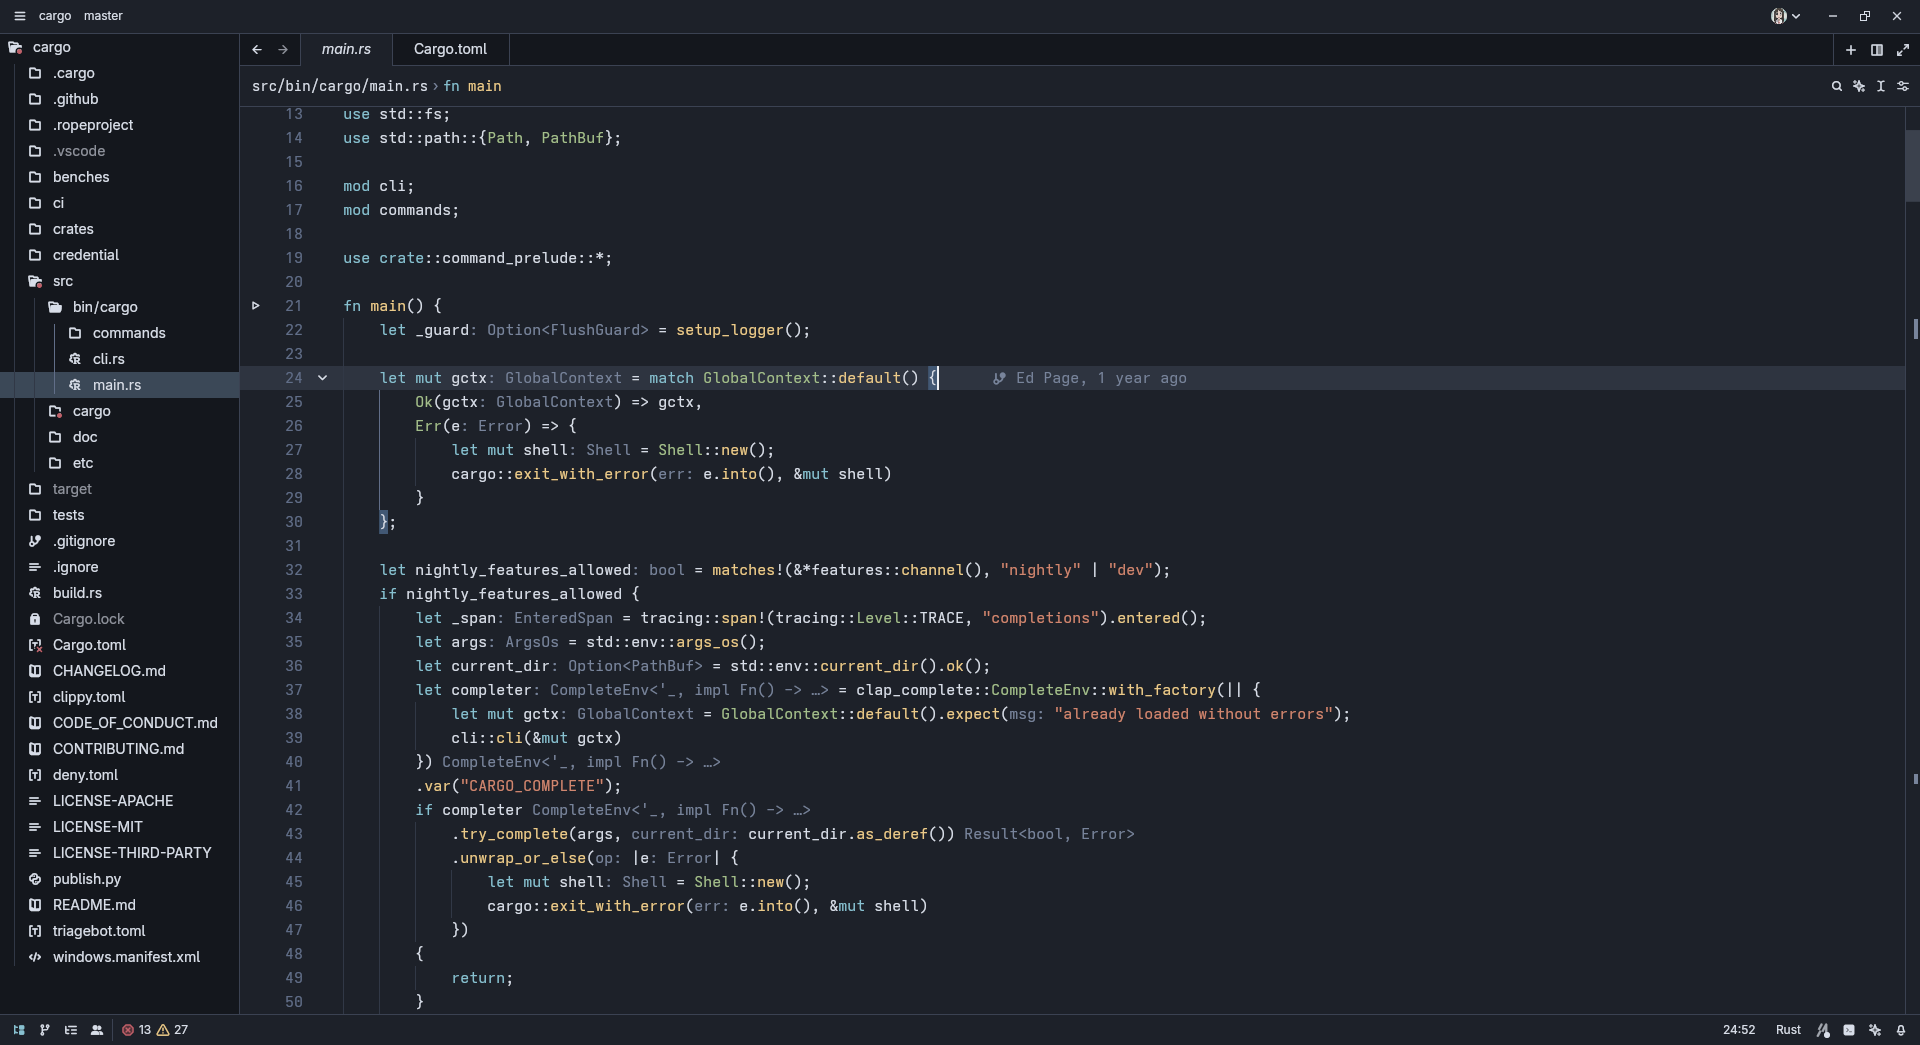 cargo master
cargo
.cargo
.github
.ropeproject
.vscode
benches
ci
crates
credential
src
bin/cargo
commands
cli.rs
main.rs
cargo
doc
etc
target
tests
.gitignore
.ignore
build.rs
Cargo.lock
Cargo.toml
CHANGELOG.md
clippy.toml
CODE_OF_CONDUCT.md
CONTRIBUTING.md
deny.toml
LICENSE-APACHE
LICENSE-MIT
LICENSE-THIRD-PARTY
publish.py
README.md
triagebot.toml
windows.manifest.xml
main.rs Cargo.toml
src/bin/cargo/main.rs › fn main
13 use std::fs;
14 use std::path::{Path, PathBuf};
15
16 mod cli;
17 mod commands;
18
19 use crate::command_prelude::*;
20
21 fn main() {
22     let _guard: Option<FlushGuard> = setup_logger();
23
24     let mut gctx: GlobalContext = match GlobalContext::default() { Ed Page, 1 year ago
25         Ok(gctx: GlobalContext) => gctx,
26         Err(e: Error) => {
27             let mut shell: Shell = Shell::new();
28             cargo::exit_with_error(err: e.into(), &mut shell)
29         }
30     };
31
32     let nightly_features_allowed: bool = matches!(&*features::channel(), "nightly" | "dev");
33     if nightly_features_allowed {
34         let _span: EnteredSpan = tracing::span!(tracing::Level::TRACE, "completions").entered();
35         let args: ArgsOs = std::env::args_os();
36         let current_dir: Option<PathBuf> = std::env::current_dir().ok();
37         let completer: CompleteEnv<'_, impl Fn() -> …> = clap_complete::CompleteEnv::with_factory(|| {
38             let mut gctx: GlobalContext = GlobalContext::default().expect(msg: "already loaded without errors");
39             cli::cli(&mut gctx)
40         }) CompleteEnv<'_, impl Fn() -> …>
41         .var("CARGO_COMPLETE");
42         if completer CompleteEnv<'_, impl Fn() -> …>
43             .try_complete(args, current_dir: current_dir.as_deref()) Result<bool, Error>
44             .unwrap_or_else(op: |e: Error| {
45                 let mut shell: Shell = Shell::new();
46                 cargo::exit_with_error(err: e.into(), &mut shell)
47             })
48         {
49             return;
50         }
13 27
24:52 Rust